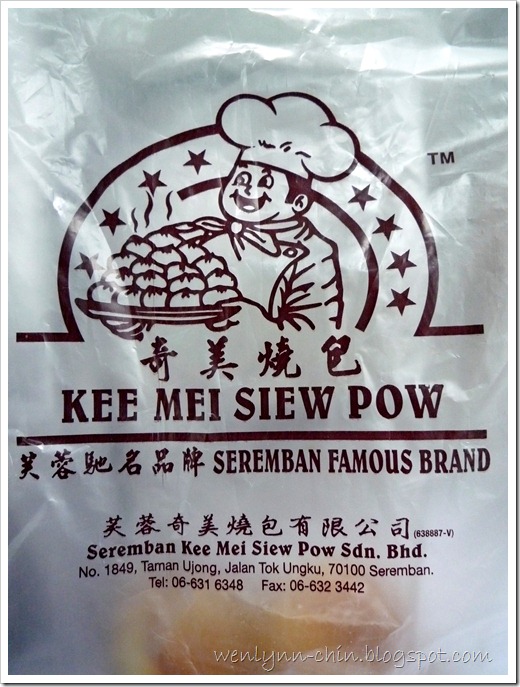 TM
奇美燒包
KEE MEI SIEW POW
芙蓉馳名品牌 SEREMBAN FAMOUS BRAND
芙蓉奇美燒包有限公司 (638887-V)
Seremban Kee Mei Siew Pow Sdn. Bhd.
No. 1849, Taman Ujong, Jalan Tok Ungku, 70100 Seremban.
Tel: 06-631 6348 Fax: 06-632 3442
wenlynn-chin.blogspot.com